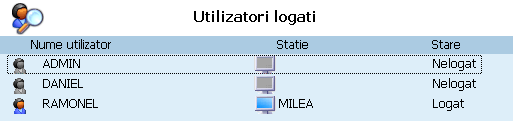 Utilizatori logati
Nume utilizator Statie Stare
ADMIN Nelogat
DANIEL Nelogat
RAMONEL MILEA Logat